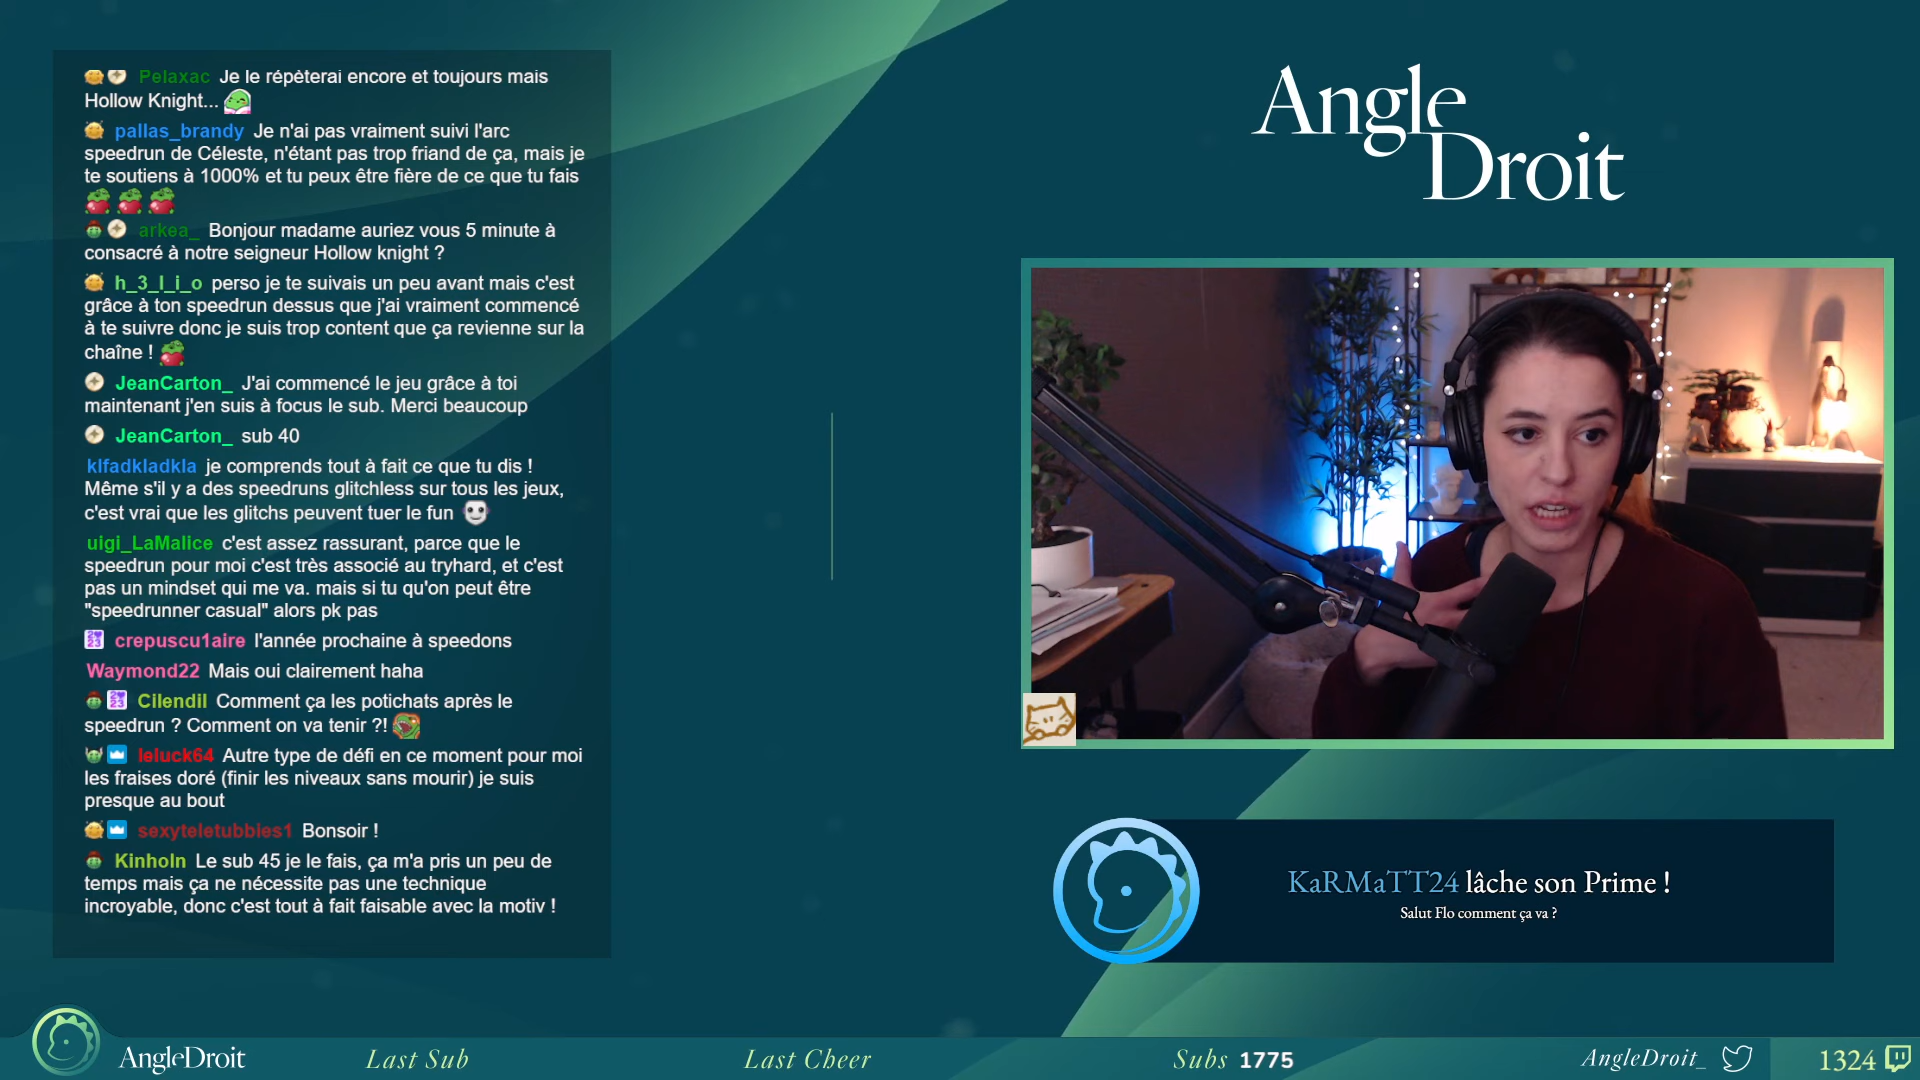 Pelaxac Je le répèterai encore et toujours mais
Hollow Knight...
pallas_brandy Je n'ai pas vraiment suivi l'arc
speedrun de Céleste, n'étant pas trop friand de ça, mais je
te soutiens à 1000% et tu peux être fière de ce que tu fais
arkea_ Bonjour madame auriez vous 5 minute à
consacré à notre seigneur Hollow knight ?
h_3_l_i_o perso je te suivais un peu avant mais c'est
grâce à ton speedrun dessus que j'ai vraiment commencé
à te suivre donc je suis trop content que ça revienne sur la
chaîne !
JeanCarton_ J'ai commencé le jeu grâce à toi
maintenant j'en suis à focus le sub. Merci beaucoup
JeanCarton_ sub 40
klfadkladkla je comprends tout à fait ce que tu dis !
Même s'il y a des speedruns glitchless sur tous les jeux,
c'est vrai que les glitchs peuvent tuer le fun
uigi_LaMalice c'est assez rassurant, parce que le
speedrun pour moi c'est très associé au tryhard, et c'est
pas un mindset qui me va. mais si tu qu'on peut être
"speedrunner casual" alors pk pas
crepuscu1aire l'année prochaine à speedons
Waymond22 Mais oui clairement haha
Cilendil Comment ça les potichats après le
speedrun ? Comment on va tenir ?!
leluck64 Autre type de défi en ce moment pour moi
les fraises doré (finir les niveaux sans mourir) je suis
presque au bout
sexyteletubbies1 Bonsoir !
Kinholn Le sub 45 je le fais, ça m'a pris un peu de
temps mais ça ne nécessite pas une technique
incroyable, donc c'est tout à fait faisable avec la motiv !
Angle
Droit
KaRMaTT24 lâche son Prime !
Salut Flo comment ça va ?
AngleDroit
Last Sub
Last Cheer
Subs 1775
AngleDroit_
1324